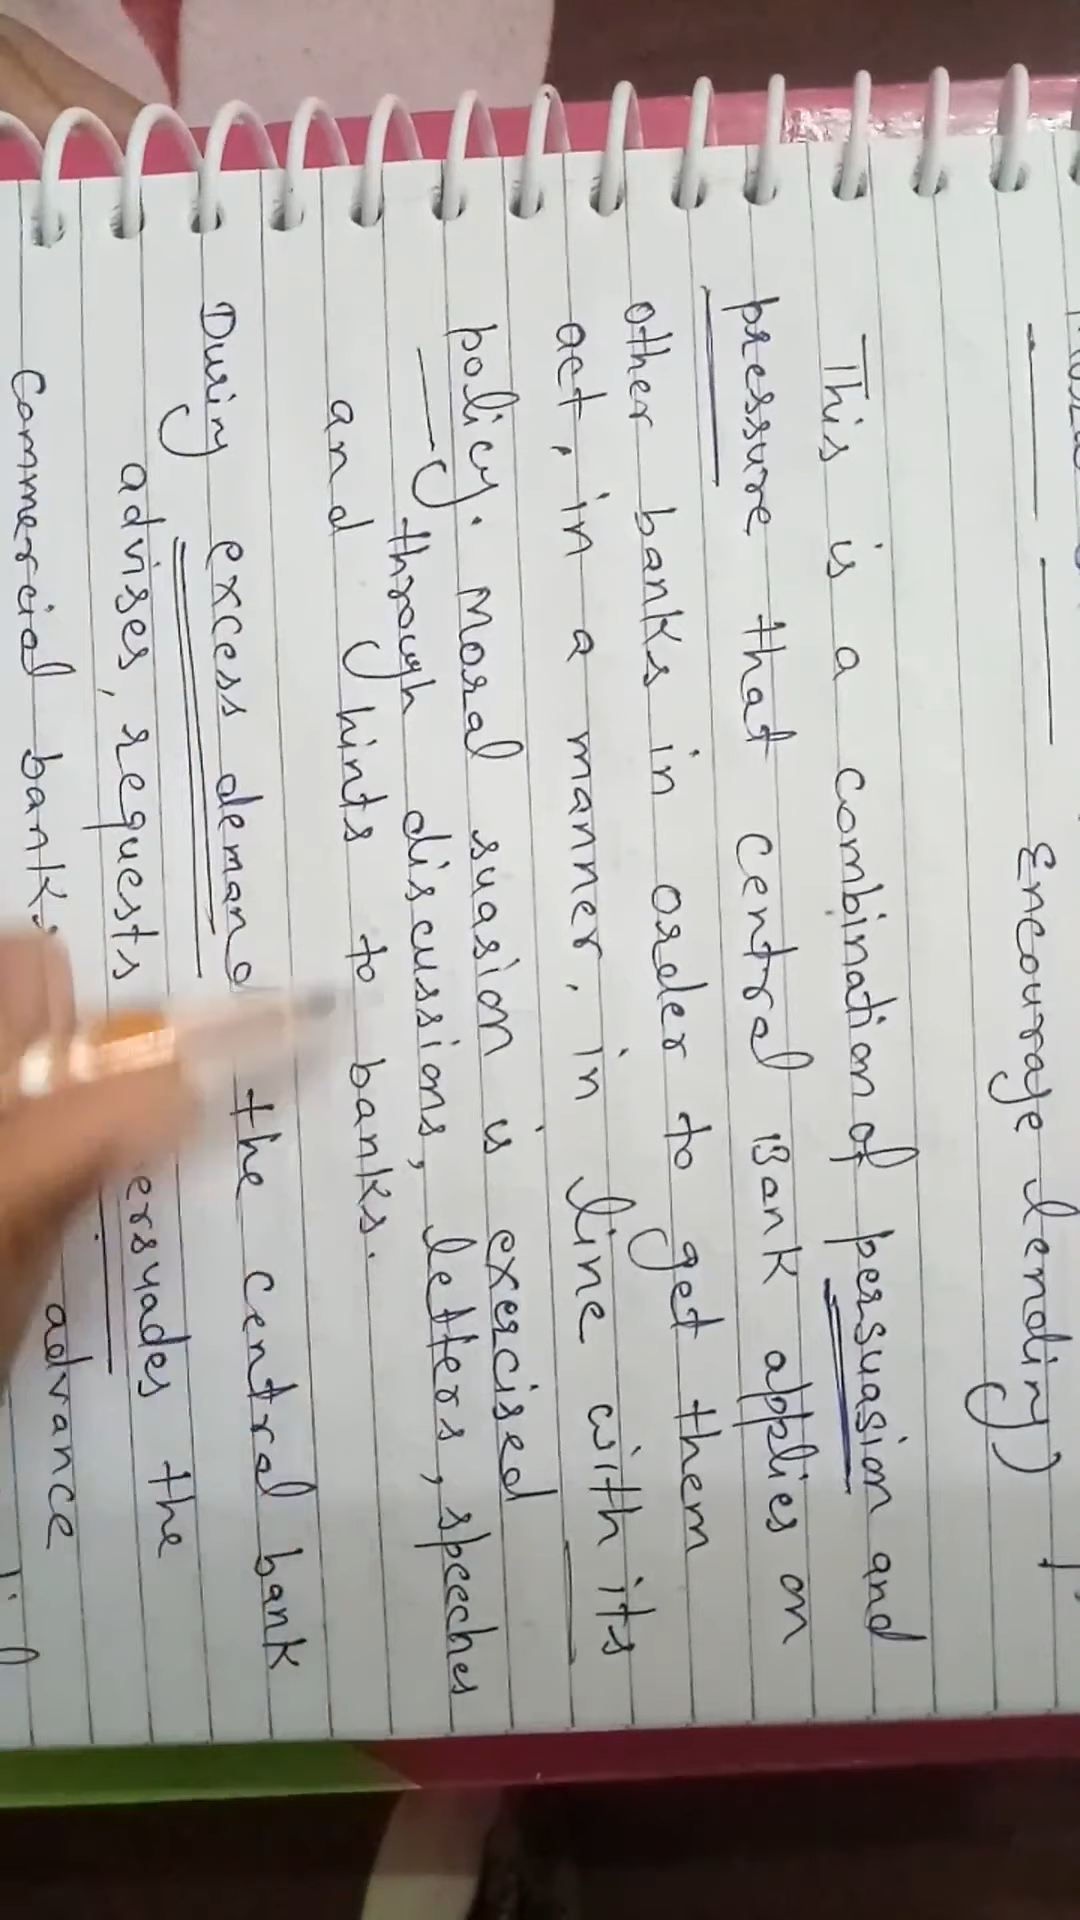 Encourage lending)
This is a combination of persuasion and
pressure that central Bank applies on
other banks in order to get them
act, in a manner, in line with its
policy. Moral suasion is exercised
through discussions, letters, speeches
and hints to banks.
During excess demand the central bank
advises, requests the
Commercial banks advance